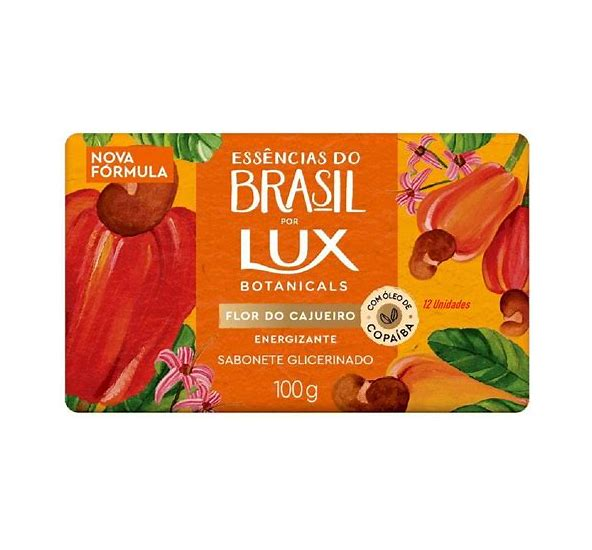 NOVA
FÓRMULA
ESSÊNCIAS DO
BRASIL
POR
LUX
BOTANICALS
FLOR DO CAJUEIRO
ENERGIZANTE
SABONETE GLICERINADO
100g
COM ÓLEO DE
COPAÍBA
12 Unidades